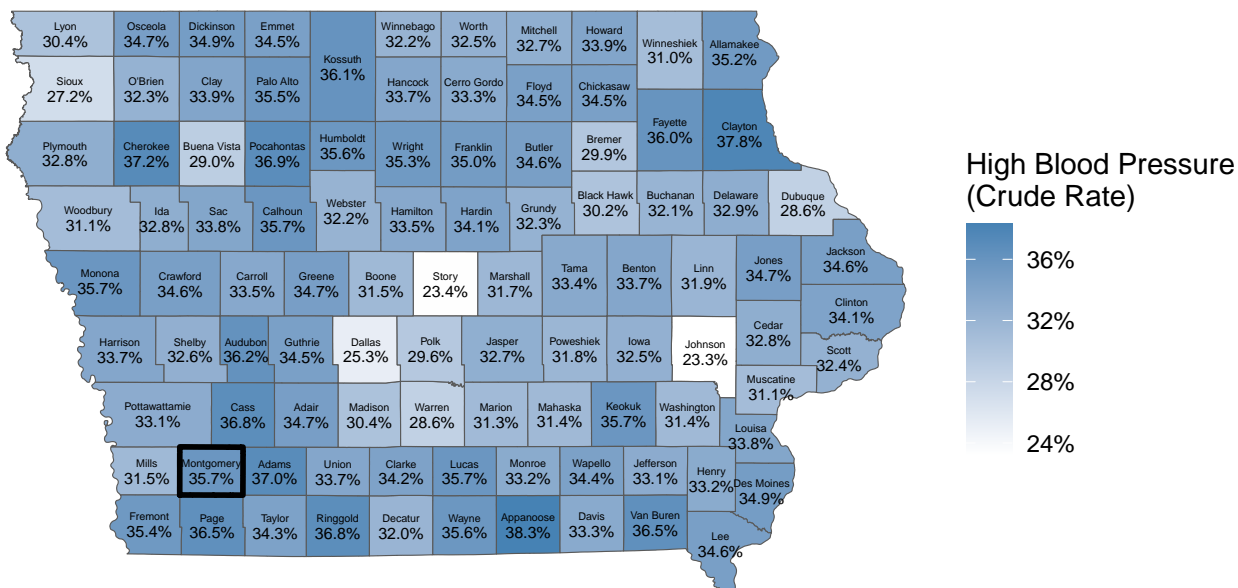 Lyon
30.4%
Osceola
34.7%
Dickinson
34.9%
Emmet
34.5%
Kossuth
36.1%
Winnebago
32.2%
Worth
32.5%
Mitchell
32.7%
Howard
33.9%
Winneshiek
31.0%
Allamakee
35.2%
Sioux
27.2%
O'Brien
32.3%
Clay
33.9%
Palo Alto
35.5%
Hancock
33.7%
Cerro Gordo
33.3%
Floyd
34.5%
Chickasaw
34.5%
Fayette
36.0%
Clayton
37.8%
Plymouth
32.8%
Cherokee
37.2%
Buena Vista
29.0%
Pocahontas
36.9%
Humboldt
35.6%
Wright
35.3%
Franklin
35.0%
Butler
34.6%
Bremer
29.9%
Woodbury
31.1%
Ida
32.8%
Sac
33.8%
Calhoun
35.7%
Webster
32.2%
Hamilton
33.5%
Hardin
34.1%
Grundy
32.3%
Black Hawk
30.2%
Buchanan
32.1%
Delaware
32.9%
Dubuque
28.6%
Monona
35.7%
Crawford
34.6%
Carroll
33.5%
Greene
34.7%
Boone
31.5%
Story
23.4%
Marshall
31.7%
Tama
33.4%
Benton
33.7%
Linn
31.9%
Jones
34.7%
Jackson
34.6%
Clinton
34.1%
Harrison
33.7%
Shelby
32.6%
Audubon
36.2%
Guthrie
34.5%
Dallas
25.3%
Polk
29.6%
Jasper
32.7%
Poweshiek
31.8%
Iowa
32.5%
Johnson
23.3%
Cedar
32.8%
Scott
32.4%
Muscatine
31.1%
Pottawattamie
33.1%
Cass
36.8%
Adair
34.7%
Madison
30.4%
Warren
28.6%
Marion
31.3%
Mahaska
31.4%
Keokuk
35.7%
Washington
31.4%
Louisa
33.8%
Mills
31.5%
Montgomery
35.7%
Adams
37.0%
Union
33.7%
Clarke
34.2%
Lucas
35.7%
Monroe
33.2%
Wapello
34.4%
Jefferson
33.1%
Henry
33.2%
Des Moines
34.9%
Fremont
35.4%
Page
36.5%
Taylor
34.3%
Ringgold
36.8%
Decatur
32.0%
Wayne
35.6%
Appanoose
38.3%
Davis
33.3%
Van Buren
36.5%
Lee
34.6%
High Blood Pressure
(Crude Rate)
36%
32%
28%
24%